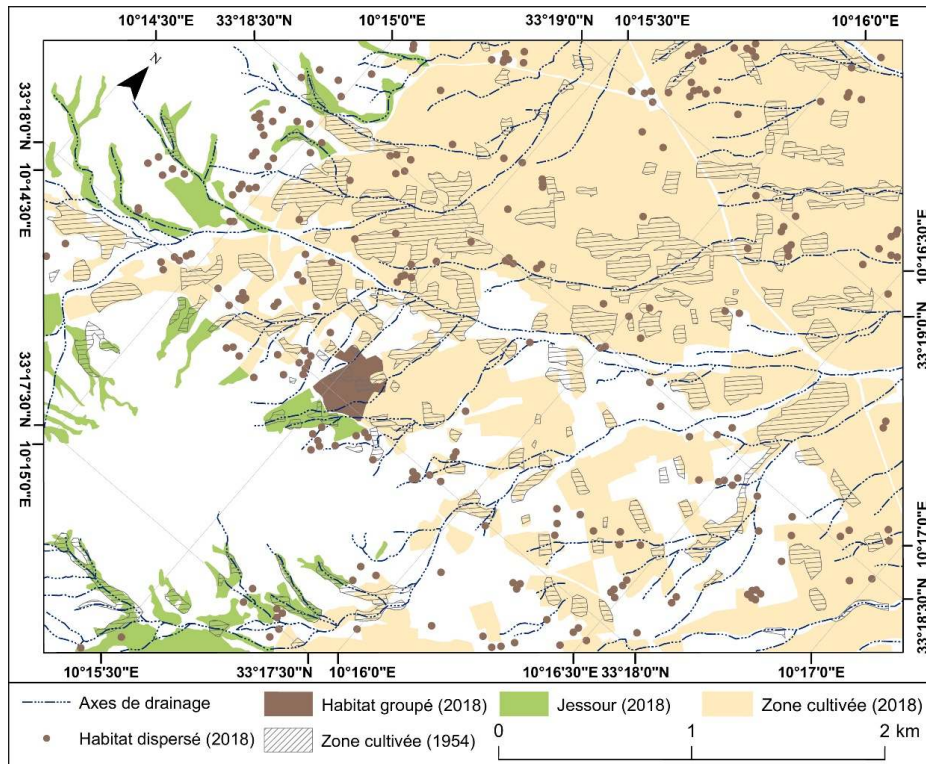 10°14'30"E 33°18'30"N 10°15'0"E 33°19'0"N 10°15'30"E 10°16'0"E
N
33°18'0"N
10°14'30"E
33°17'30"N
10°15'0"E
10°16'30"E
33°19'0"N
10°17'0"E
33°18'30"N
10°15'30"E 33°17'30"N 10°16'0"E 10°16'30"E 33°18'0"N 10°17'0"E
Axes de drainage Habitat groupé (2018) Jessour (2018) Zone cultivée (2018)
Habitat dispersé (2018) Zone cultivée (1954) 0 1 2 km